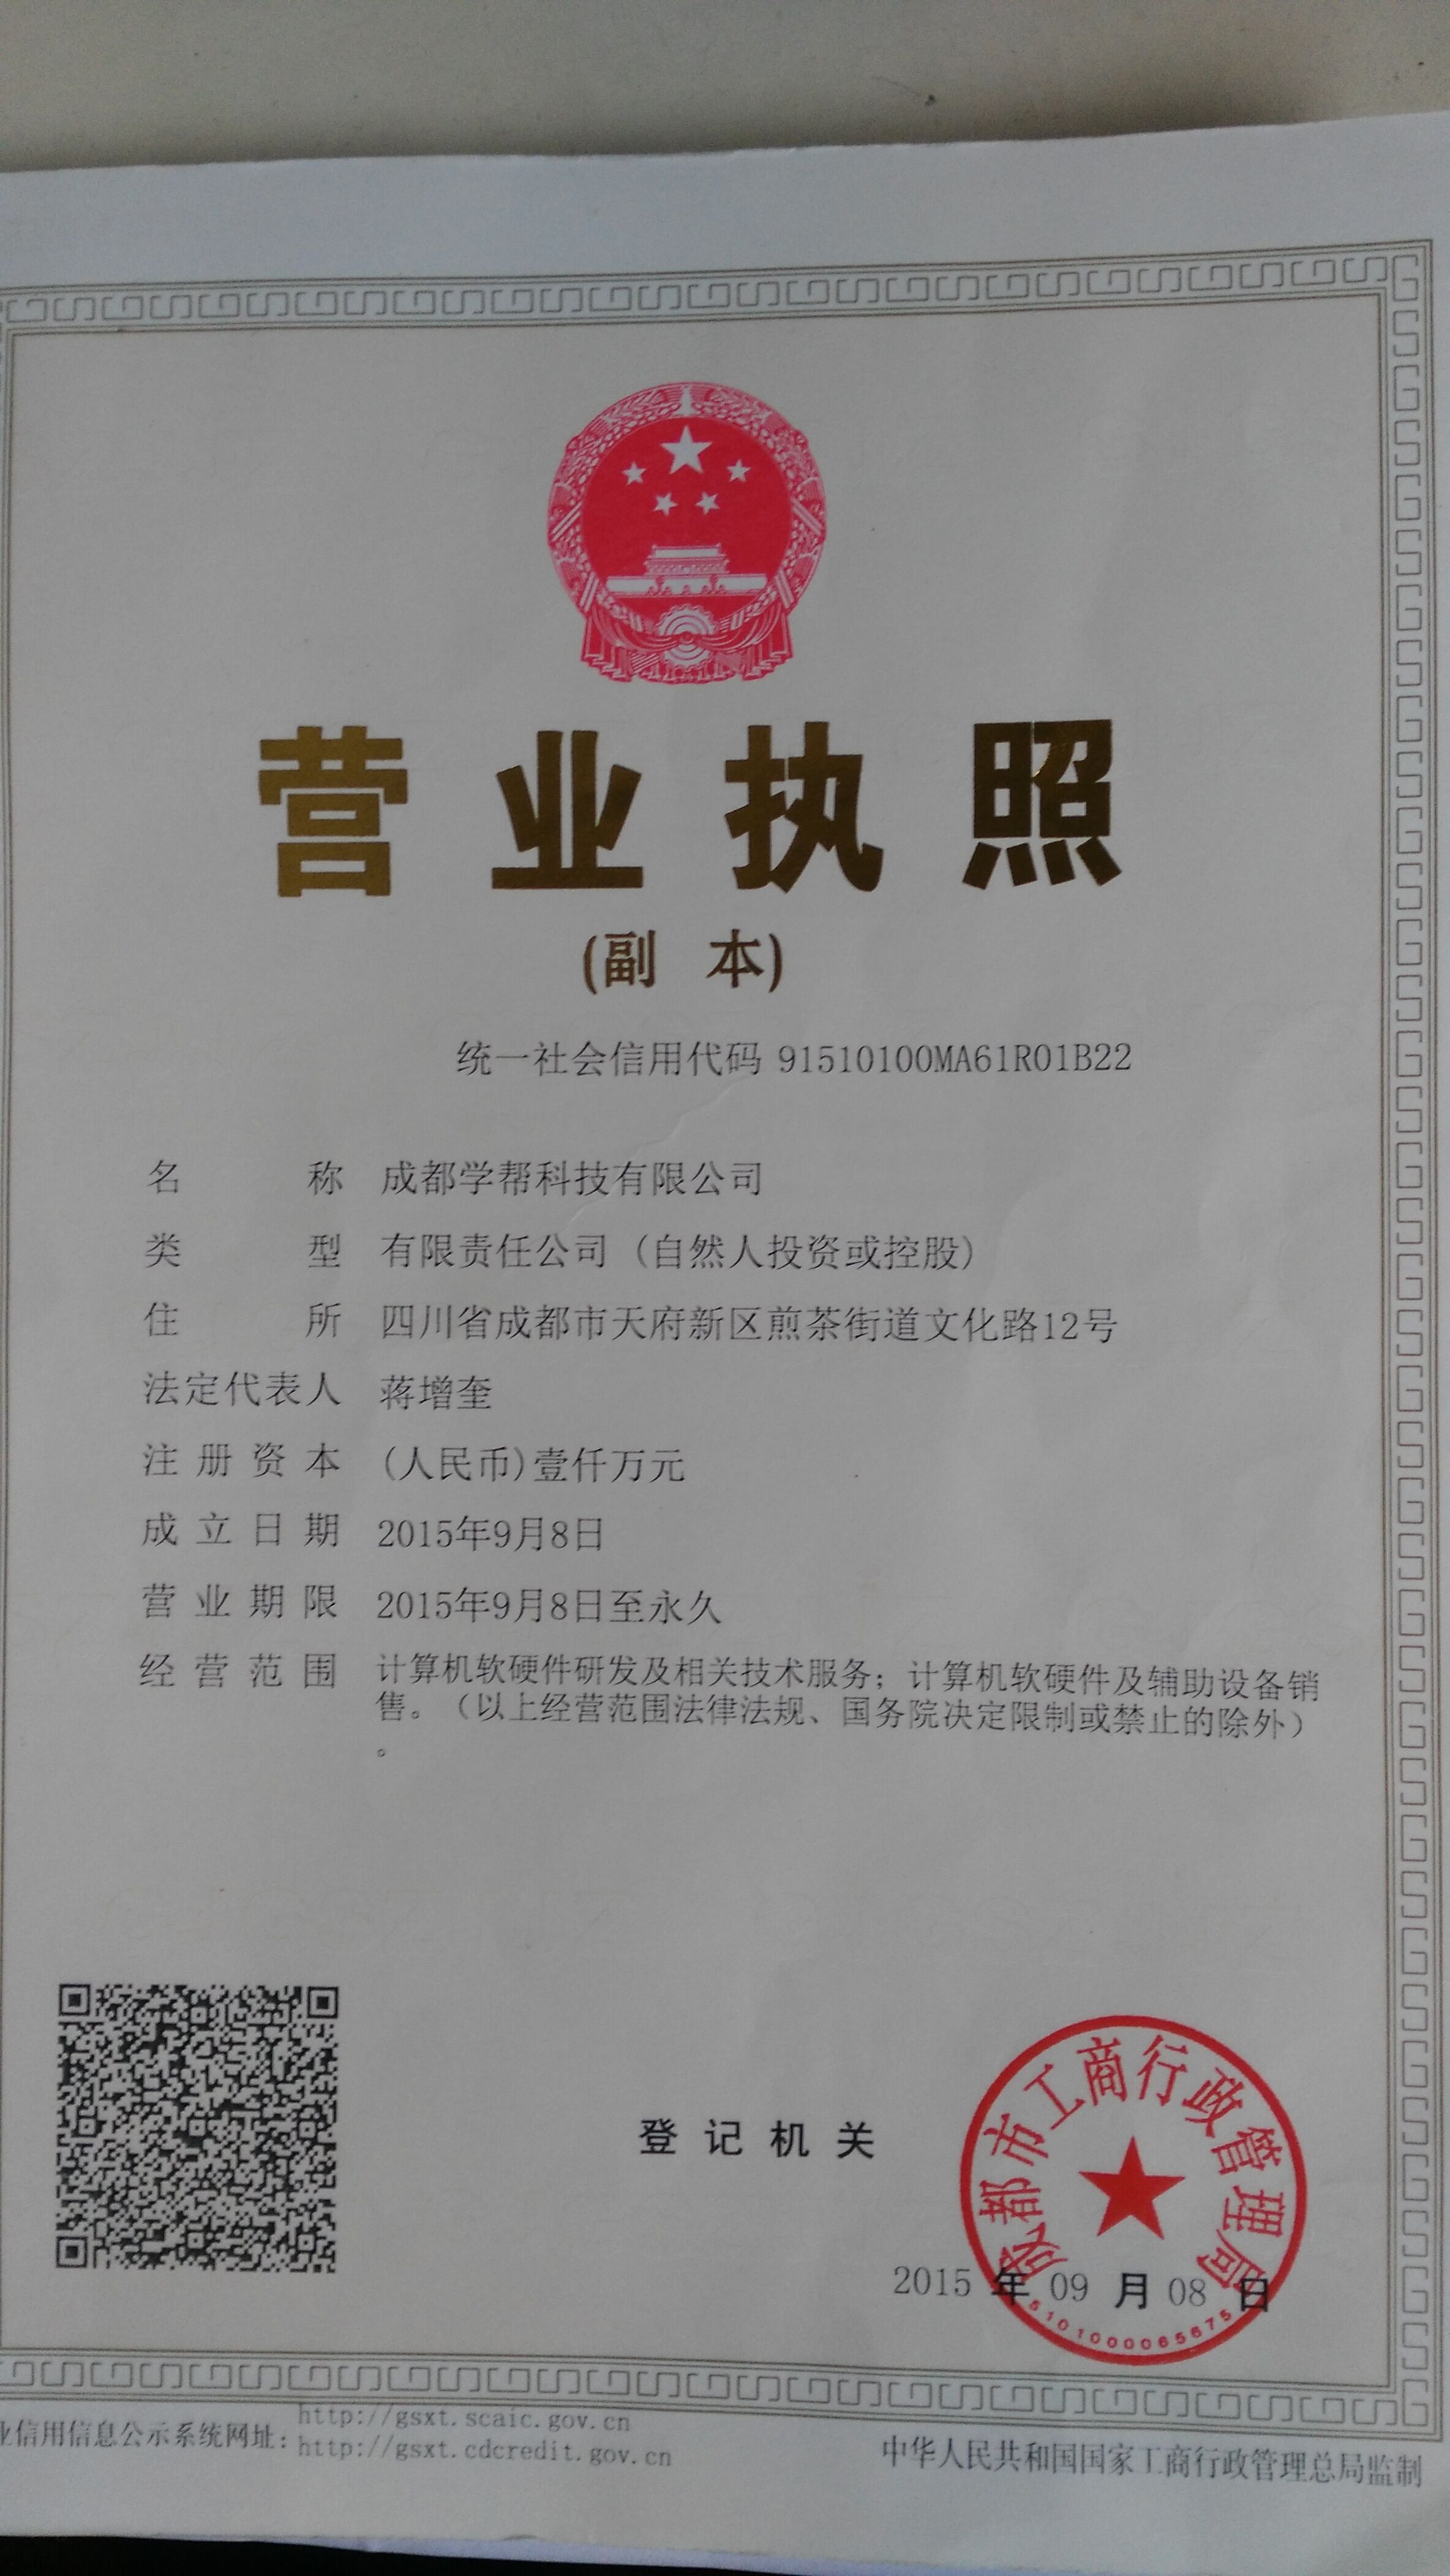 营业执照
(副 本)
统一社会信用代码 91510100MA61R01B22
名 称 成都学帮科技有限公司
类 型 有限责任公司(自然人投资或控股)
住 所 四川省成都市天府新区煎茶街道文化路12号
法定代表人 蒋增奎
注册资本 (人民币)壹仟万元
成立日期 2015年9月8日
营业期限 2015年9月8日至永久
经营范围 计算机软硬件研发及相关技术服务；计算机软硬件及辅助设备销
售。（以上经营范围法律法规、国务院决定限制或禁止的除外）
。
登记机关
成都市工商行政管理局
2015 年 09 月 08 日
5101000065675
业信用信息公示系统网址：http://gsxt.scaic.gov.cn
http://gsxt.cdcredit.gov.cn
中华人民共和国国家工商行政管理总局监制